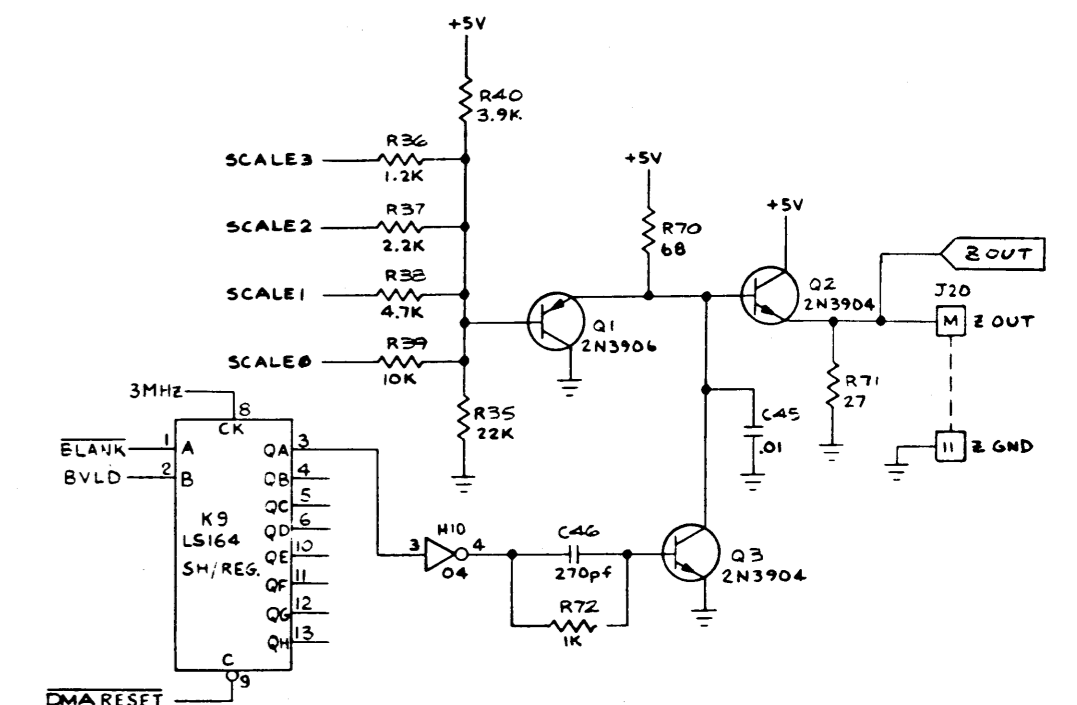 +5V
R40
3.9K
SCALE3
R36
1.2K
SCALE2
R37
2.2K
SCALE1
R38
4.7K
SCALE0
R39
10K
R35
22K
+5V
R70
68
Q1
2N3906
+5V
Q2
2N3904
Z OUT
J20
M Z OUT
R71
27
11 Z GND
C45
.01
3MHZ
8
CK
BLANK 1 A
BVLD 2 B
QA 3
QB 4
QC 5
QD 6
QE 10
QF 11
QG 12
QH 13
K9
LS164
SH/REG.
C
9
DMA RESET
H10
3 4
04
C46
270pf
R72
1K
Q3
2N3904